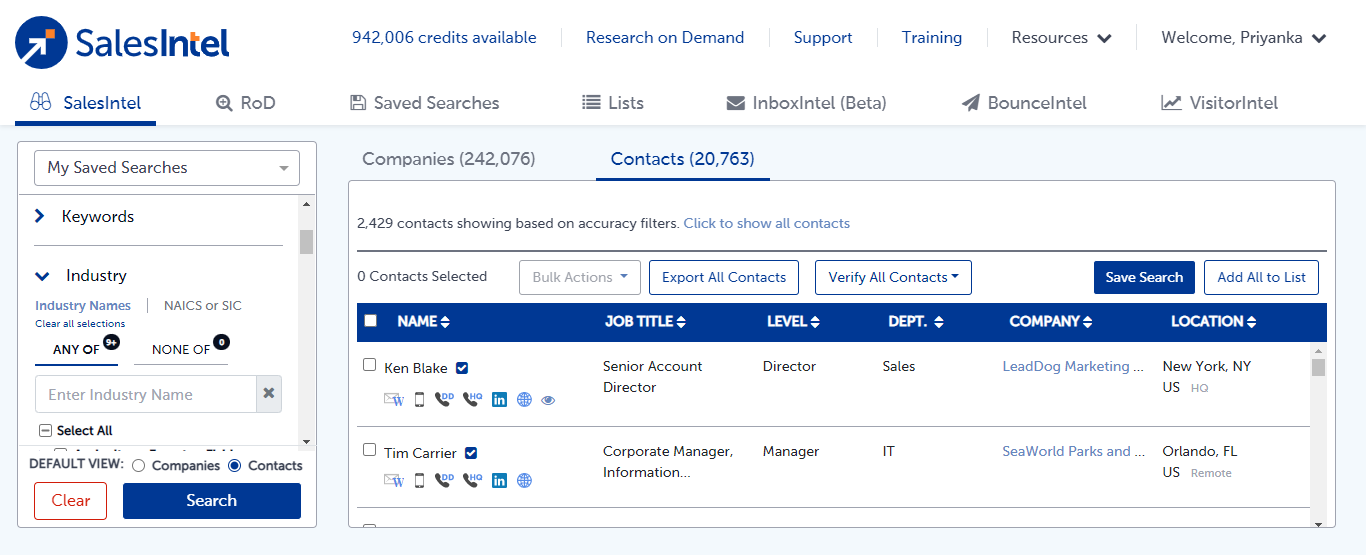 SalesIntel
942,006 credits available
Research on Demand
Support
Training
Resources
Welcome, Priyanka
SalesIntel
RoD
Saved Searches
Lists
InboxIntel (Beta)
BounceIntel
VisitorIntel
My Saved Searches
Keywords
Industry
Industry Names
NAICS or SIC
Clear all selections
ANY OF 9+
NONE OF 0
Enter Industry Name
Select All
DEFAULT VIEW: Companies Contacts
Clear
Search
Companies (242,076)
Contacts (20,763)
2,429 contacts showing based on accuracy filters. Click to show all contacts
0 Contacts Selected
Bulk Actions
Export All Contacts
Verify All Contacts
Save Search
Add All to List
NAME JOB TITLE LEVEL DEPT. COMPANY LOCATION
Ken Blake
Senior Account
Director
Director
Sales
LeadDog Marketing ...
New York, NY
US HQ
W DD HQ in
Tim Carrier
Corporate Manager,
Information...
Manager
IT
SeaWorld Parks and ...
Orlando, FL
US Remote
W DD HQ in